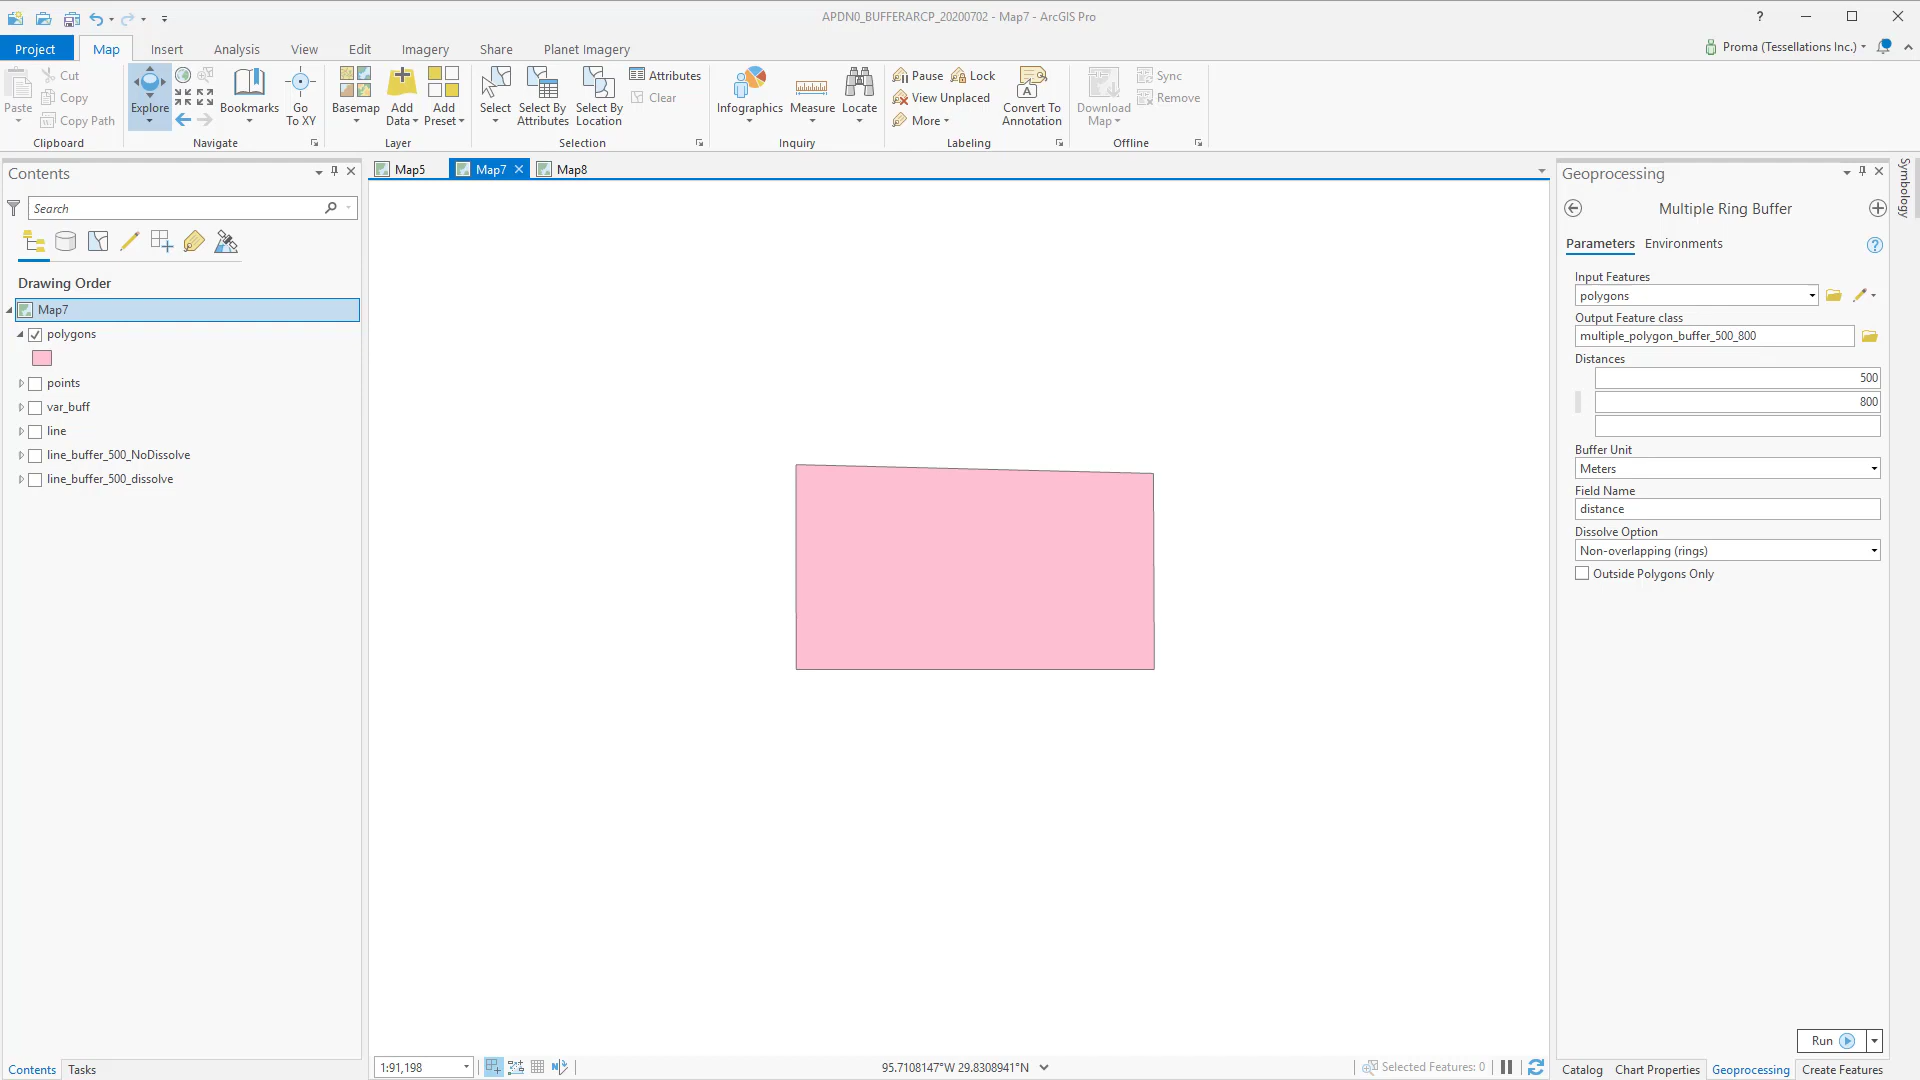 APDN0_BUFFERARCP_20200702 - Map7 - ArcGIS Pro
?
Project
Map
Insert
Analysis
View
Edit
Imagery
Share
Planet Imagery
Proma (Tessellations Inc.)
Paste
Cut
Copy
Copy Path
Clipboard
Explore
Bookmarks
Go
To XY
Navigate
Basemap
Add
Data
Add
Preset
Layer
Select
Select By
Attributes
Select By
Location
Attributes
Clear
Selection
Infographics
Measure
Locate
Inquiry
Pause
Lock
View Unplaced
More
Convert To
Annotation
Labeling
Download
Map
Sync
Remove
Offline
Contents
Search
Drawing Order
Map7
polygons
points
var_buff
line
line_buffer_500_NoDissolve
line_buffer_500_dissolve
Contents
Tasks
Map5
Map7
Map8
1:91,198
95.7108147°W 29.8308941°N
Selected Features: 0
Geoprocessing
Multiple Ring Buffer
Parameters
Environments
?
Input Features
polygons
Output Feature class
multiple_polygon_buffer_500_800
Distances
500
800
Buffer Unit
Meters
Field Name
distance
Dissolve Option
Non-overlapping (rings)
Outside Polygons Only
Run
Catalog
Chart Properties
Geoprocessing
Create Features
Symbology